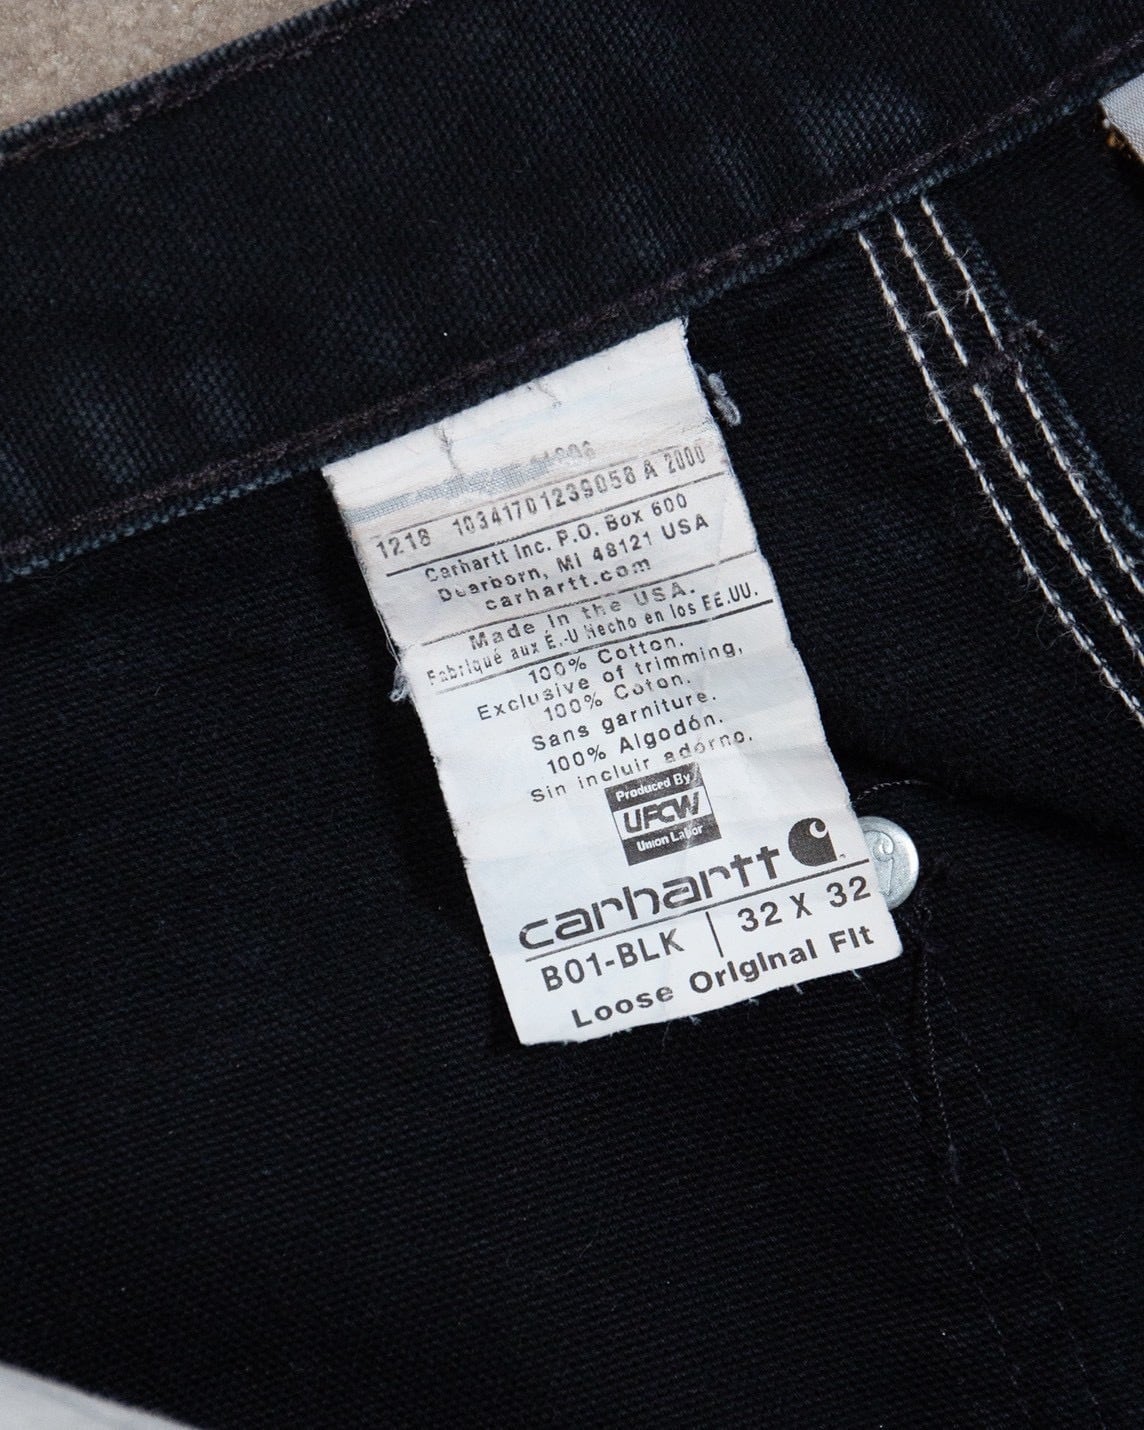 1218 10341701239058 A 2000
Carhartt Inc. P.O. Box 600
Dearborn, MI 48121 USA
carhartt.com
Made in the USA.
Fabriqué aux É.-U Hecho en los EE.UU.
100% Cotton.
Exclusive of trimming,
100% Coton.
Sans garniture.
100% Algodón.
Sin incluir adorno.
Produced By
UFCW
Union Labor
carhartt
B01-BLK | 32 X 32
Loose Original Fit